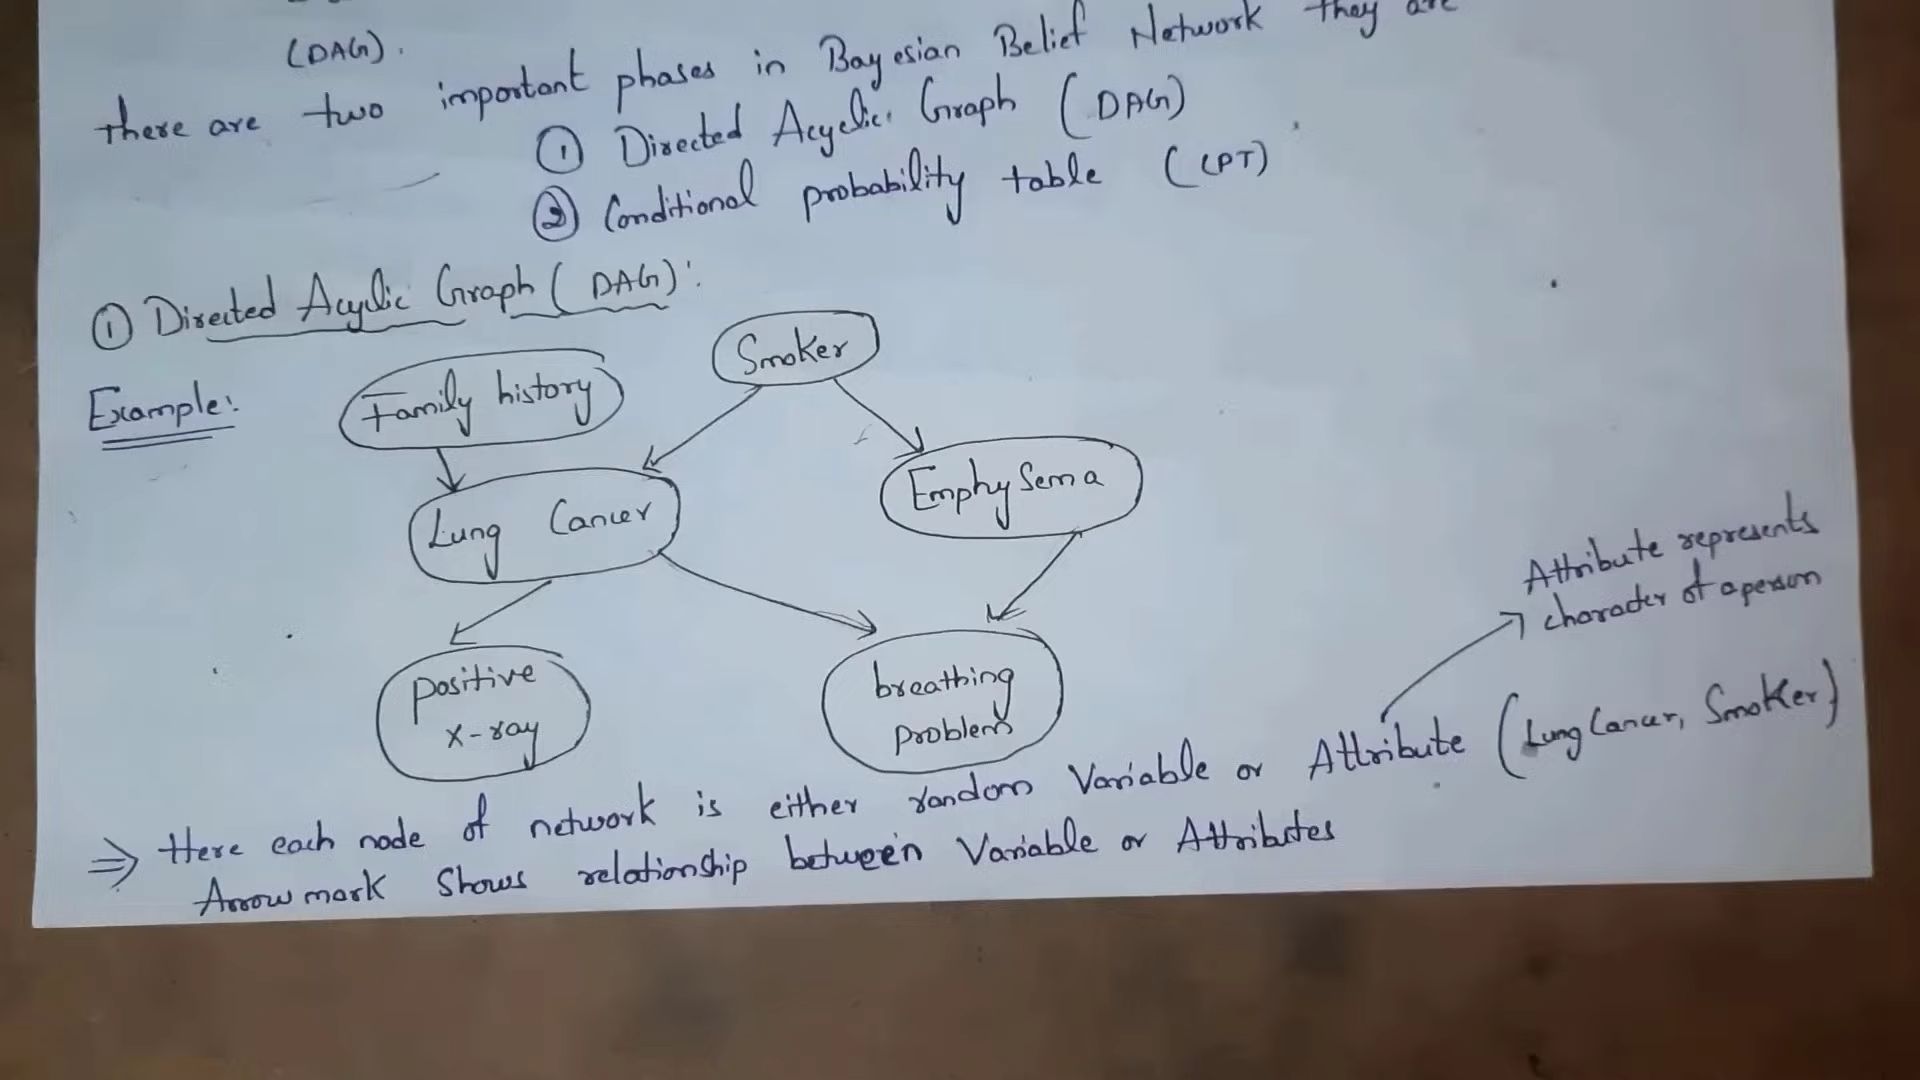 (DAG).
there are two important phases in Bayesian Belief Network they are
① Directed Acyclic Graph (DAG)
② Conditional probability table (CPT)
① Directed Acyclic Graph (DAG):
Example:
Family history
Smoker
Lung Cancer
Emphysema
positive
x-ray
breathing
problem
Attribute represents
character of a person
⇒ Here each node of network is either random Variable or Attribute (Lung Cancer, Smoker)
Arrow mark shows relationship between Variable or Attributes